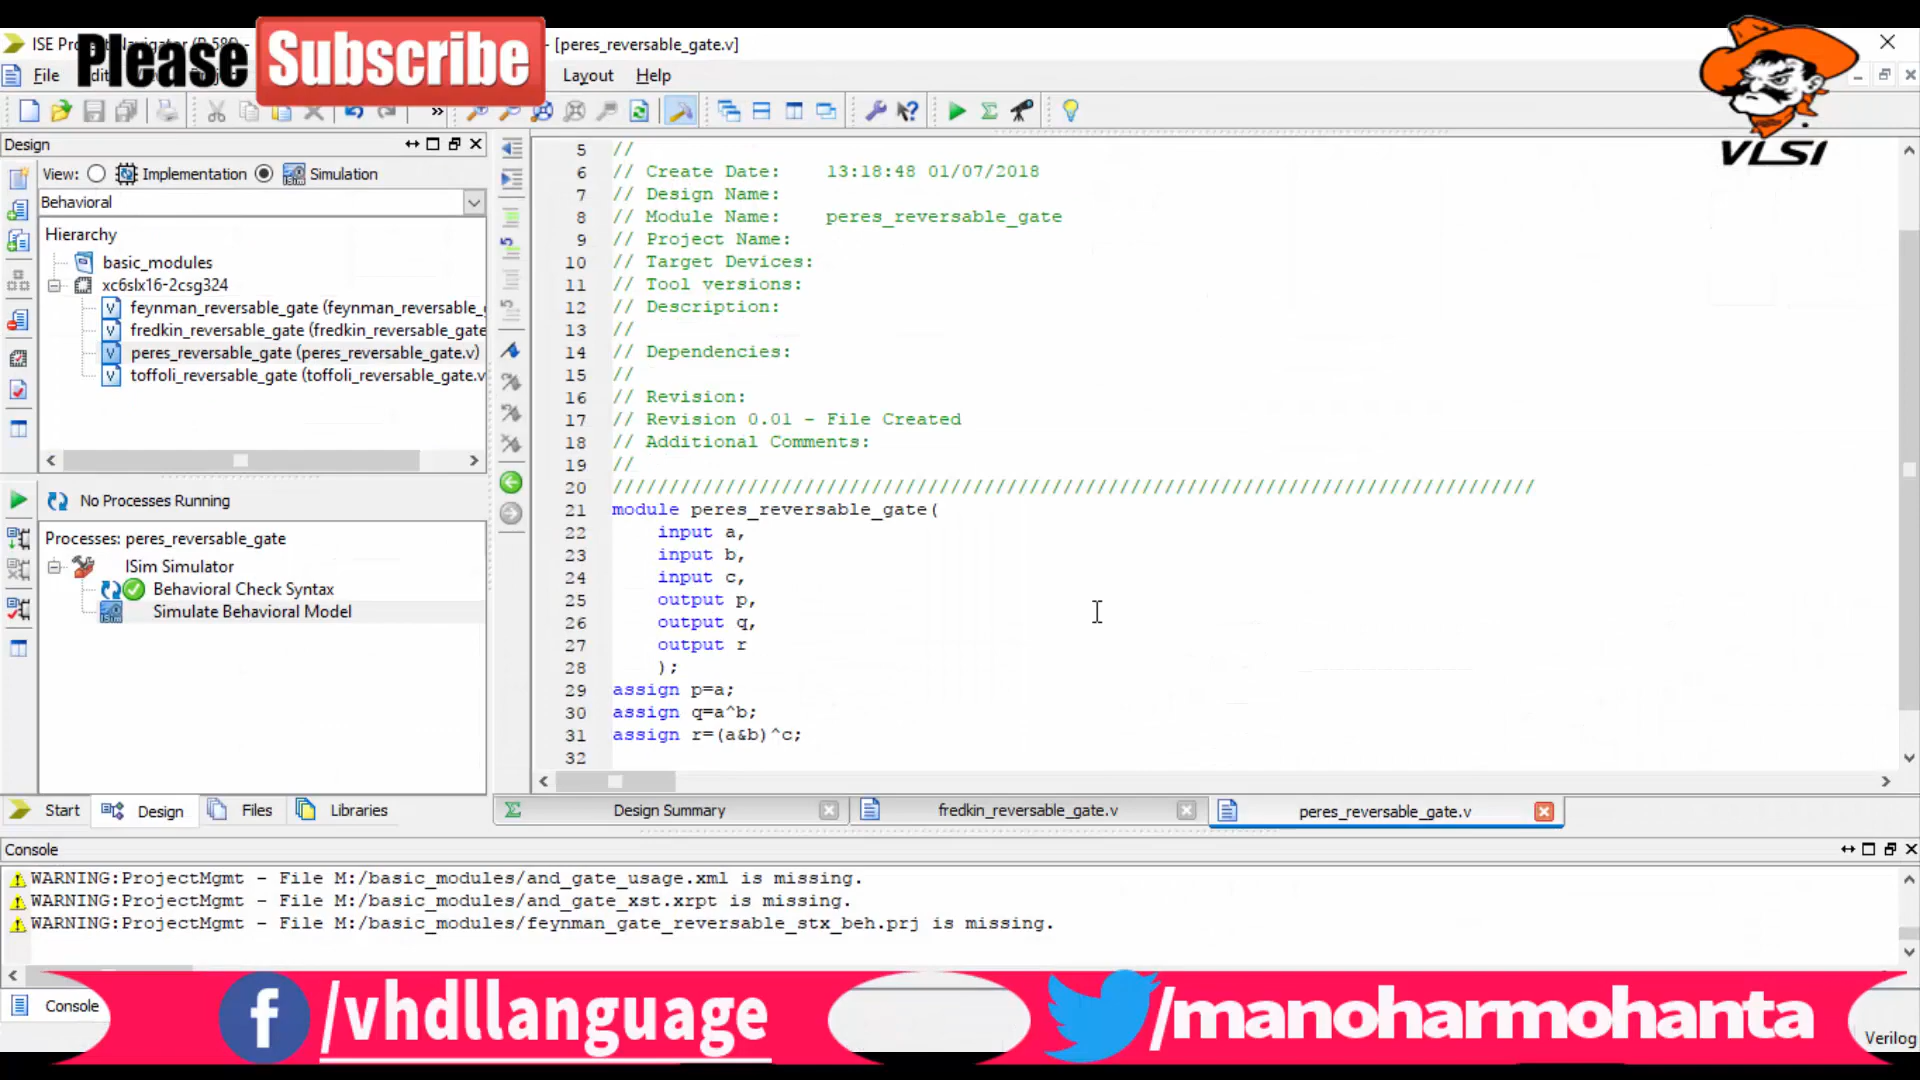 ISE Pro
[peres_reversable_gate.v]
Please Subscribe
VLSI
File
Layout
Help
Design
View:
Implementation
Simulation
Behavioral
Hierarchy
basic_modules
xc6slx16-2csg324
feynman_reversable_gate (feynman_reversable_
fredkin_reversable_gate (fredkin_reversable_gate
peres_reversable_gate (peres_reversable_gate.v)
toffoli_reversable_gate (toffoli_reversable_gate.v
No Processes Running
Processes: peres_reversable_gate
ISim Simulator
Behavioral Check Syntax
Simulate Behavioral Model
Start
Design
Files
Libraries
5 //
6 // Create Date: 13:18:48 01/07/2018
7 // Design Name:
8 // Module Name: peres_reversable_gate
9 // Project Name:
10 // Target Devices:
11 // Tool versions:
12 // Description:
13 //
14 // Dependencies:
15 //
16 // Revision:
17 // Revision 0.01 - File Created
18 // Additional Comments:
19 //
20 //////////////////////////////////////////////////////////////////////////////////
21 module peres_reversable_gate(
22 input a,
23 input b,
24 input c,
25 output p,
26 output q,
27 output r
28 );
29 assign p=a;
30 assign q=a^b;
31 assign r=(a&b)^c;
32
Design Summary
fredkin_reversable_gate.v
peres_reversable_gate.v
Console
WARNING:ProjectMgmt - File M:/basic_modules/and_gate_usage.xml is missing.
WARNING:ProjectMgmt - File M:/basic_modules/and_gate_xst.xrpt is missing.
WARNING:ProjectMgmt - File M:/basic_modules/feynman_gate_reversable_stx_beh.prj is missing.
Console
f /vhdllanguage
/manoharmohanta
Verilog